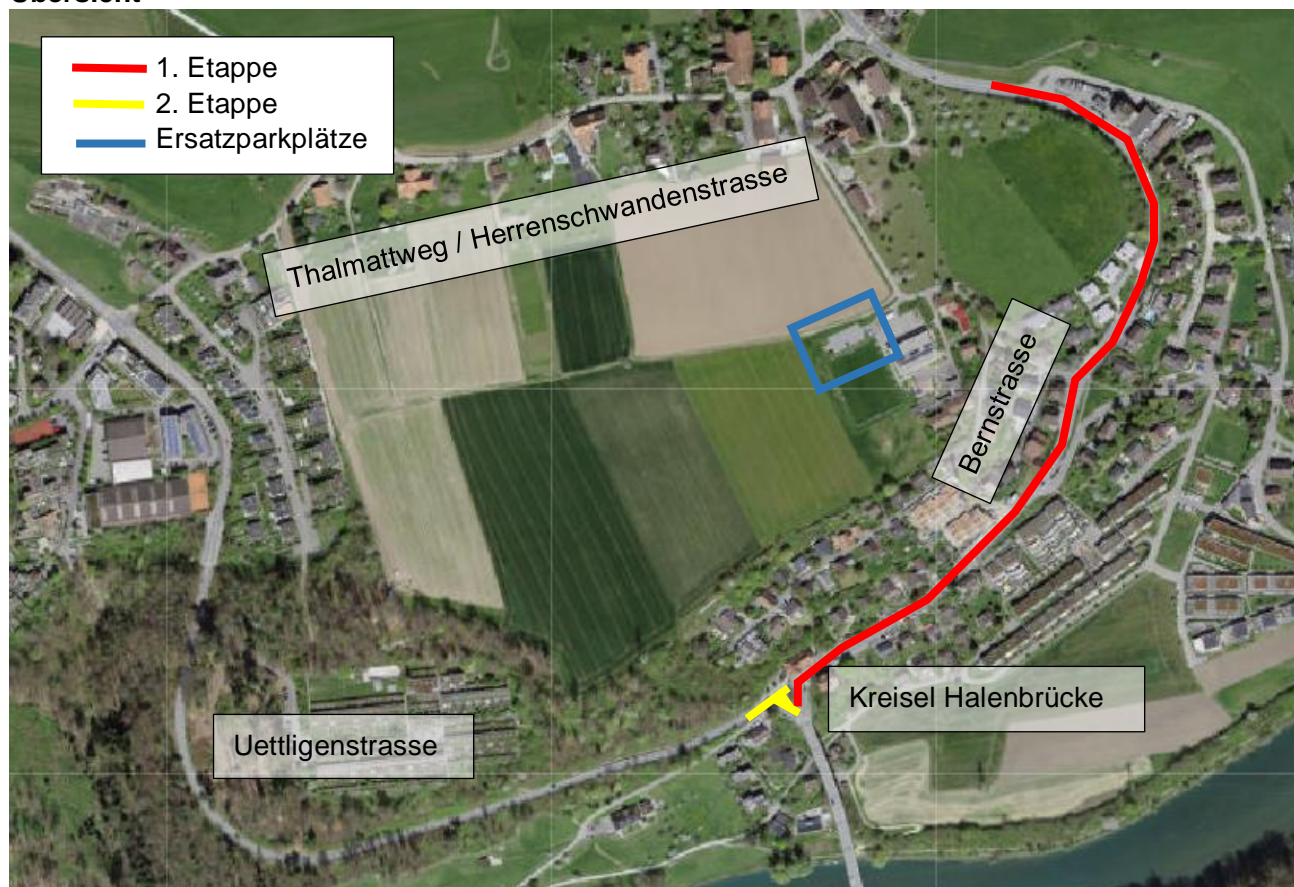 Übersicht
1. Etappe
2. Etappe
Ersatzparkplätze
Thalmattweg / Herrenschwandenstrasse
Bernstrasse
Kreisel Halenbrücke
Uettligenstrasse